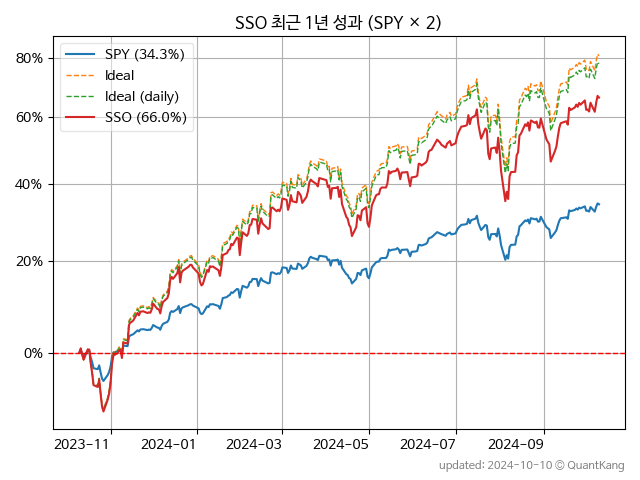 SSO 최근 1년 성과 (SPY × 2)
SPY (34.3%)
Ideal
Ideal (daily)
SSO (66.0%)
80%
60%
40%
20%
0%
2023-11 2024-01 2024-03 2024-05 2024-07 2024-09
updated: 2024-10-10 © QuantKang